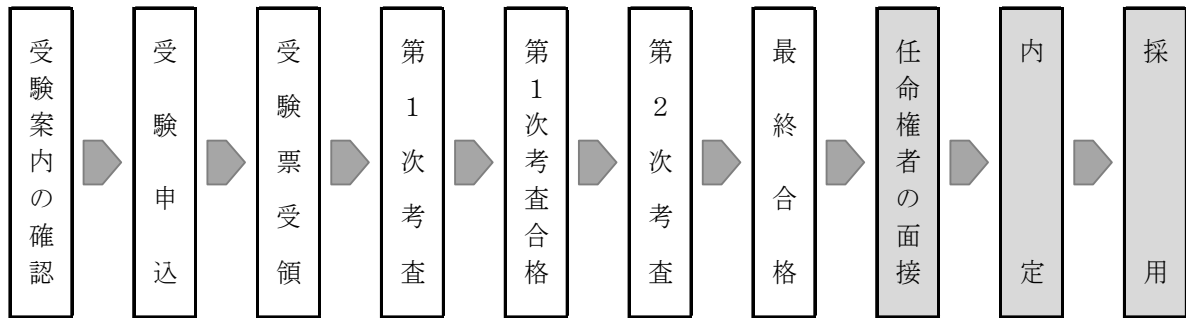 受験案内の確認
受験申込
受験票受領
第1次考査
第1次考査合格
第2次考査
最終合格
任命権者の面接
内定
採用